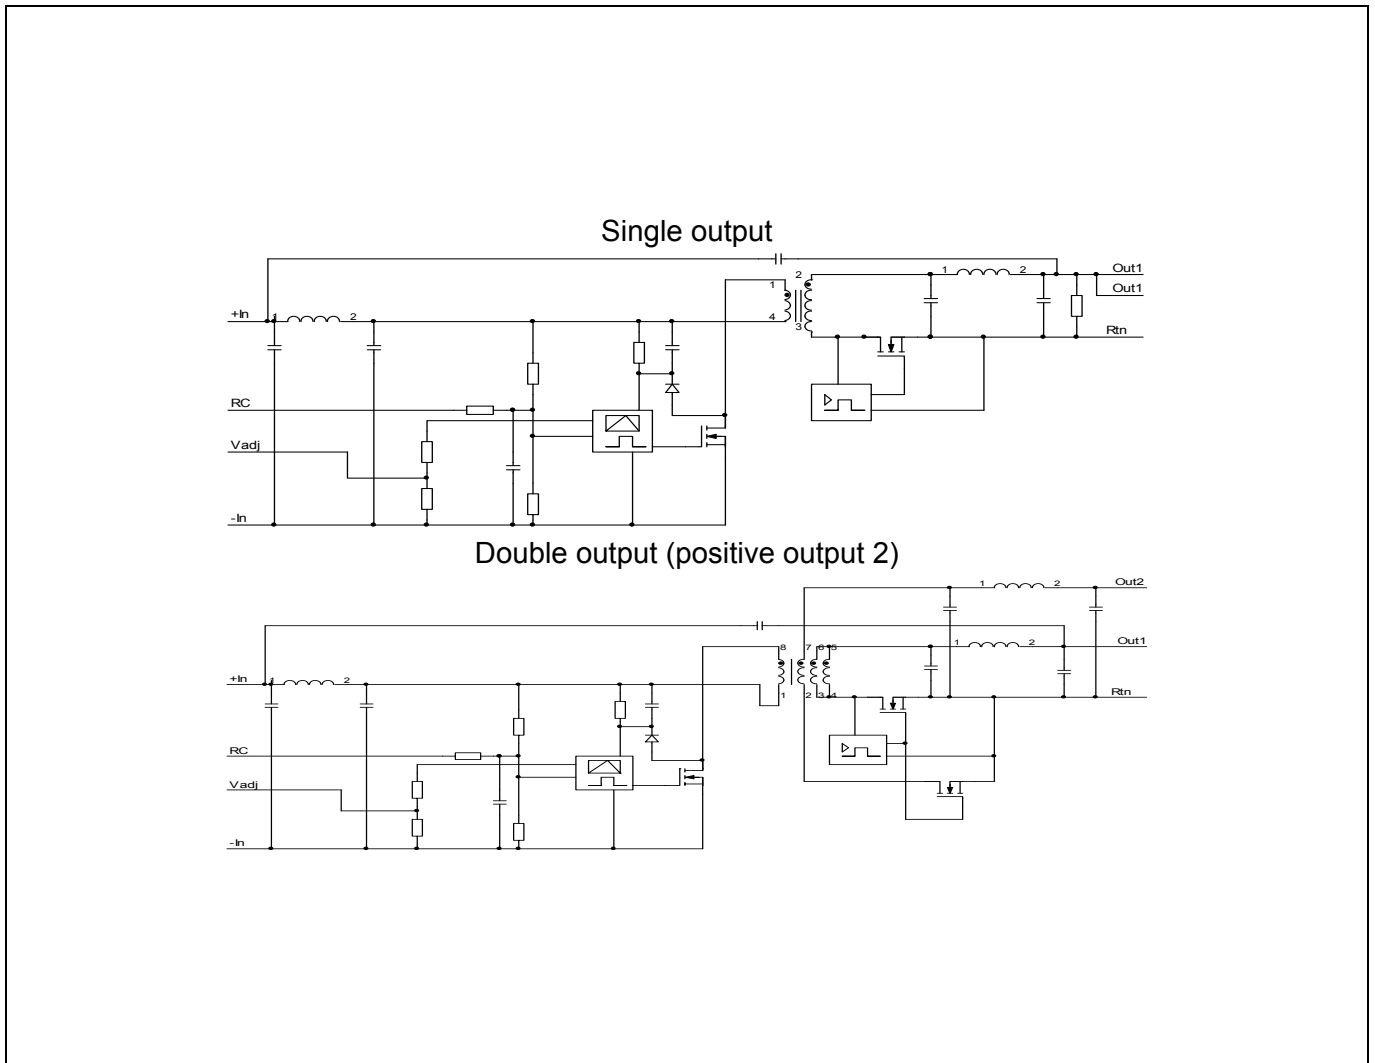 Single output
1 2 Out1
2
1 Out1
+In 1 2 4
3 Rtn
RC
Vadj
-In
Double output (positive output 2)
1 2 Out2
1 2 Out1
8 7 6 5
+In 1 2
1 2 3 4 Rtn
RC
Vadj
-In